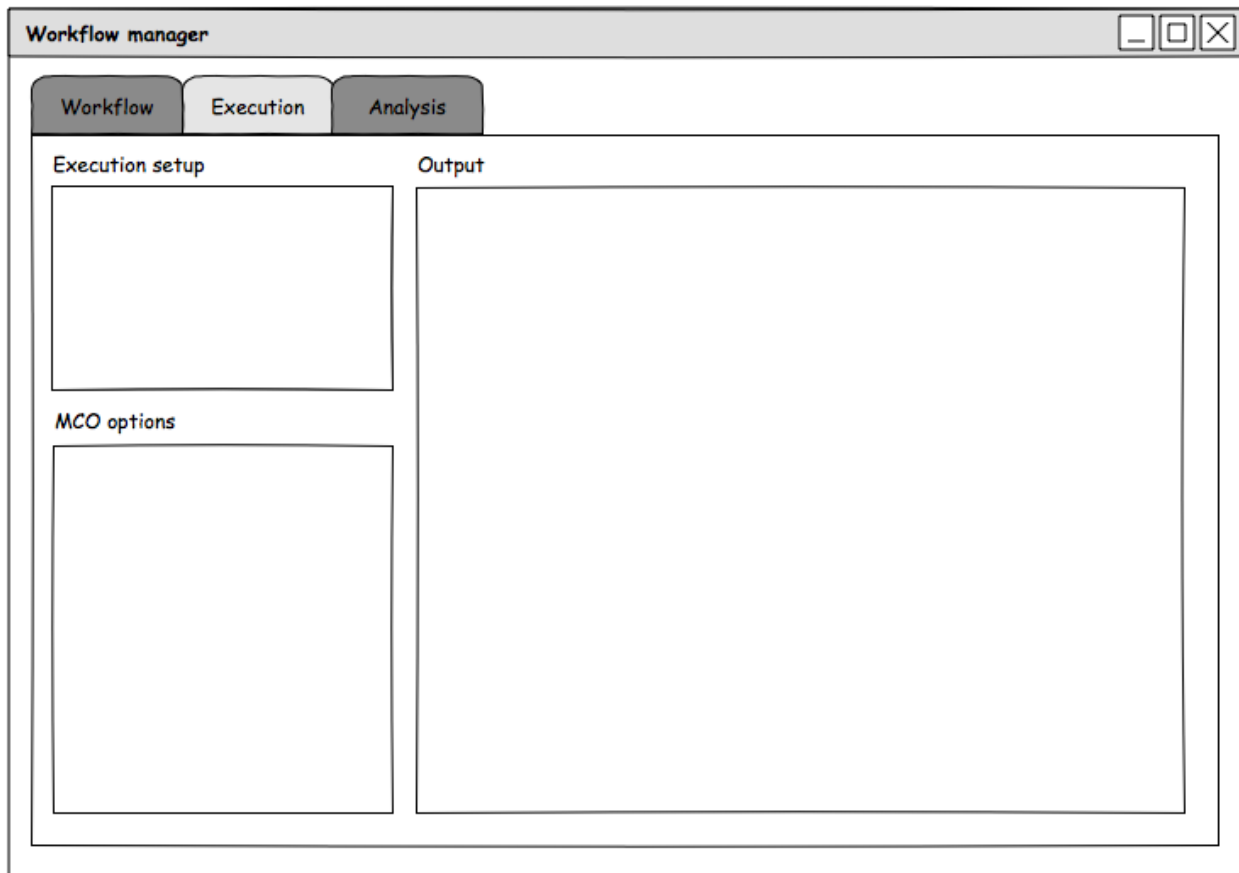 Workflow manager
Workflow Execution Analysis
Execution setup
Output
MCO options